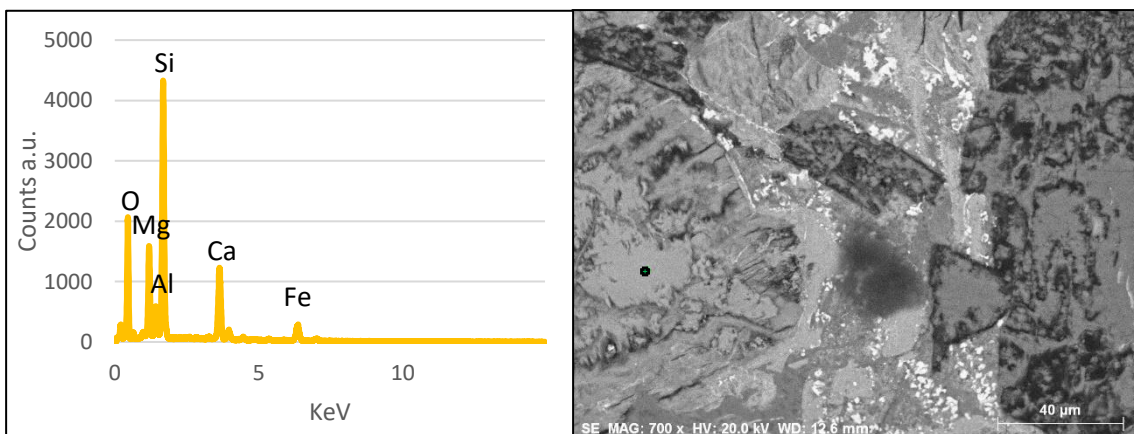 5000
Si
4000
3000
O
2000
Mg
Ca
Al
1000
Fe
0
0
5
10
Counts a.u.
KeV
40 µm
SE MAG: 700 x HV: 20.0 kV WD: 12.6 mm